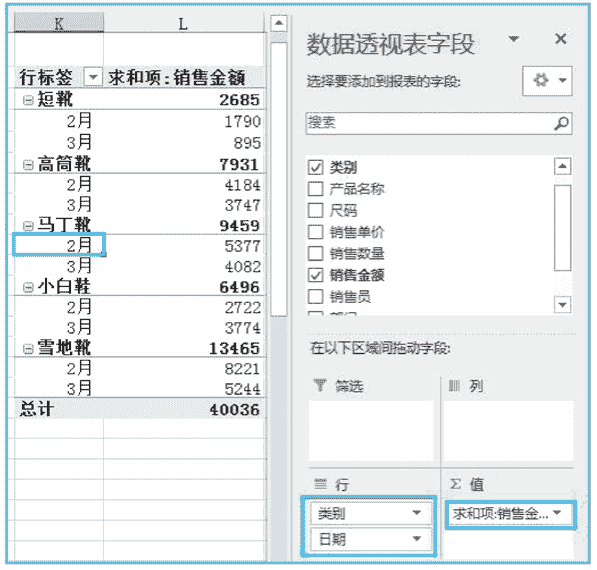 K L
行标签 求和项:销售金额
短靴 2685
2月 1790
3月 895
高筒靴 7931
2月 4184
3月 3747
马丁靴 9459
2月 5377
3月 4082
小白鞋 6496
2月 2722
3月 3774
雪地靴 13465
2月 8221
3月 5244
总计 40036
数据透视表字段
选择要添加到报表的字段:
搜索
类别
产品名称
尺码
销售单价
销售数量
销售金额
销售员
在以下区域间拖动字段:
筛选
列
行
Σ 值
类别
日期
求和项:销售金...